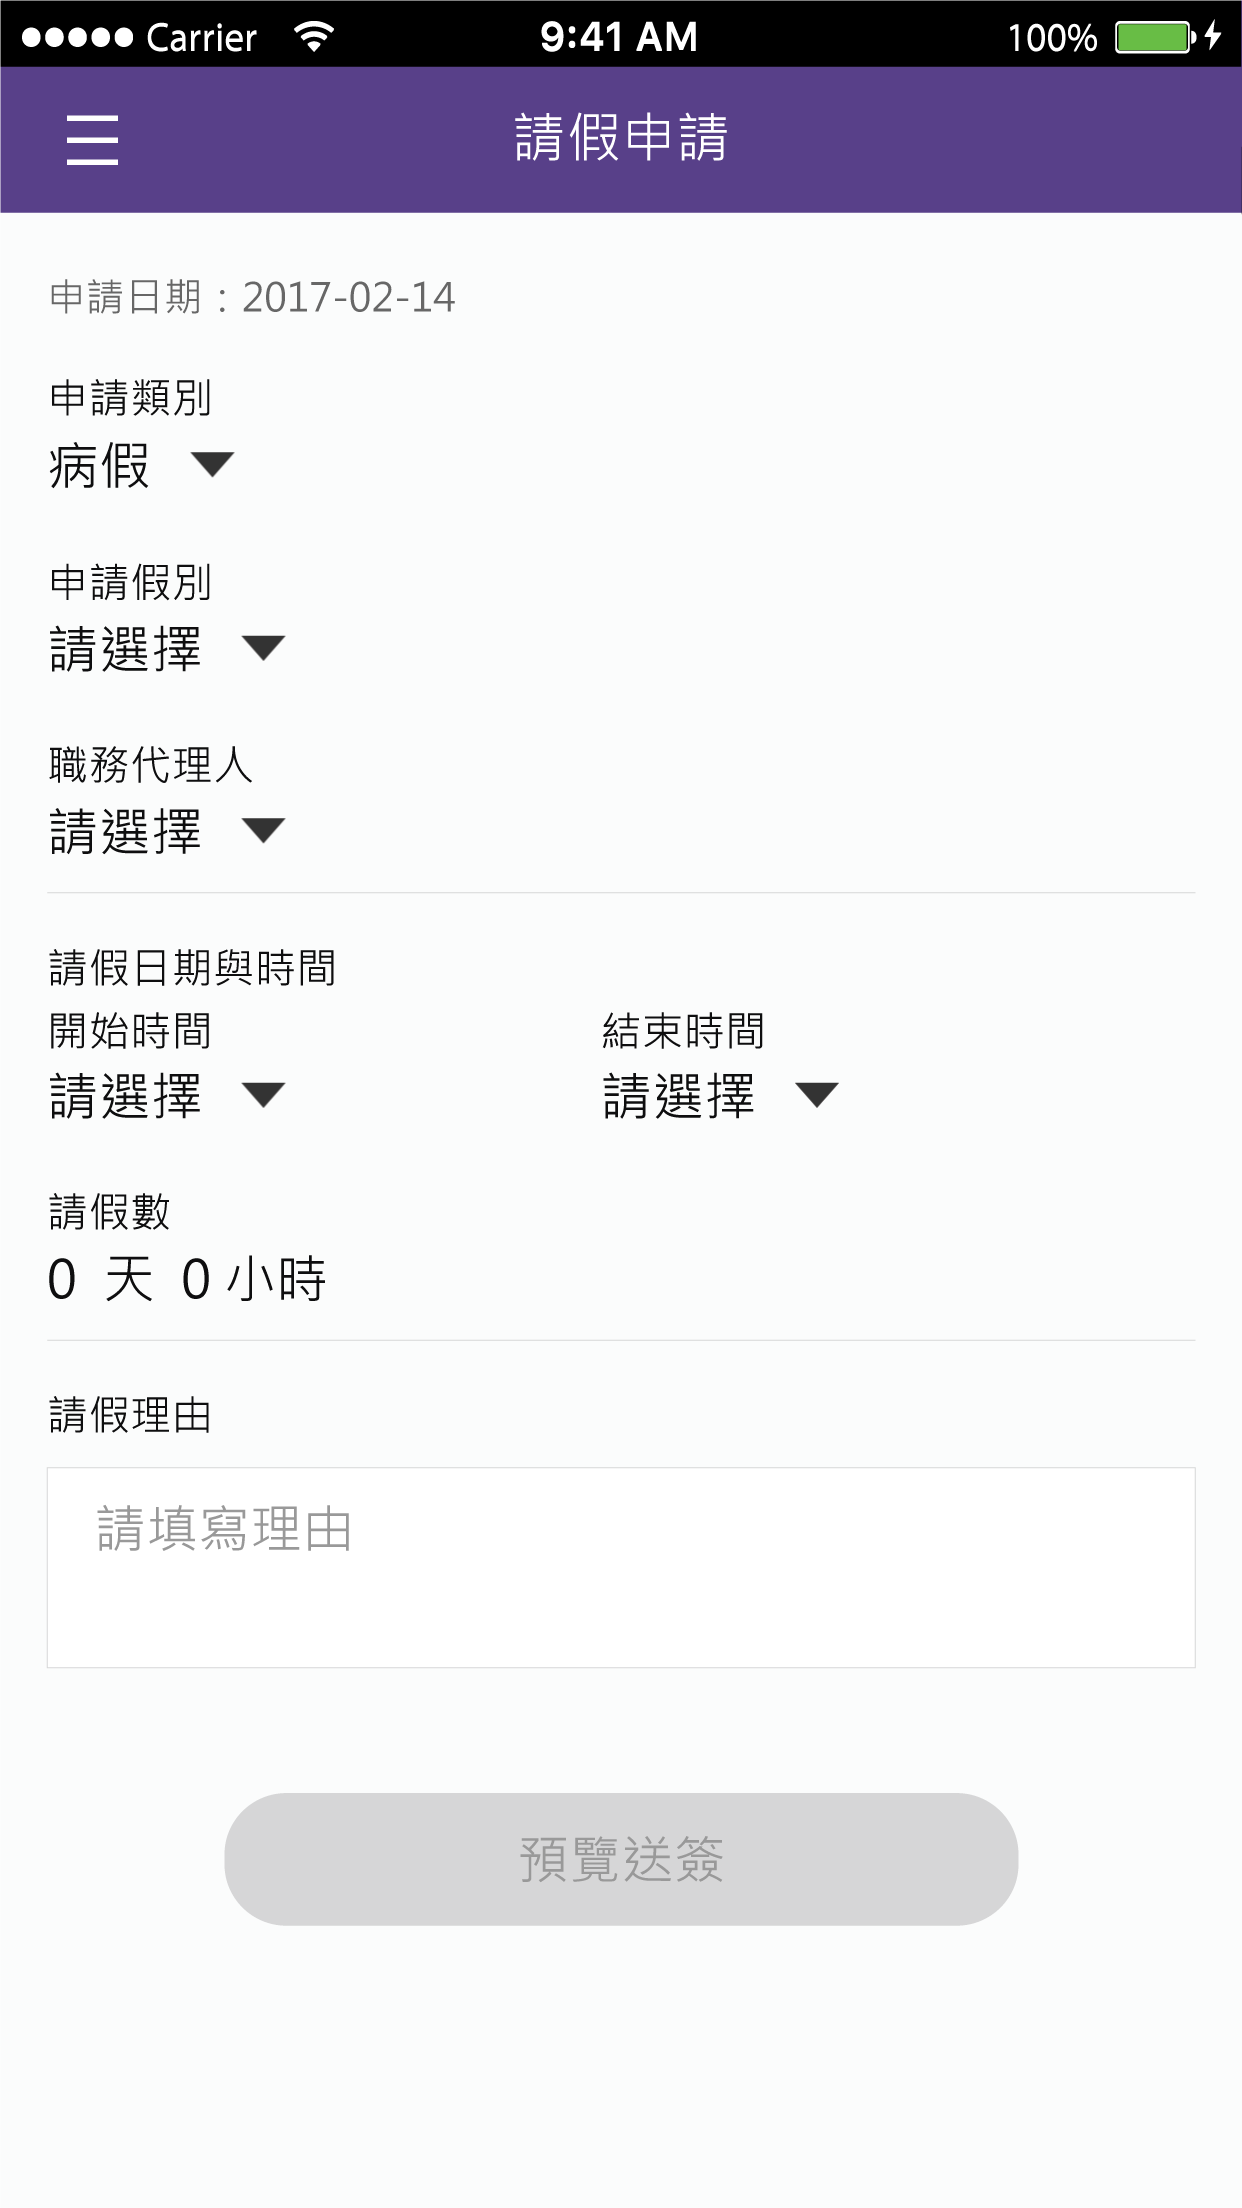 Carrier 9:41 AM 100%
請假申請
申請日期：2017-02-14
申請類別
病假
申請假別
請選擇
職務代理人
請選擇
請假日期與時間
開始時間 結束時間
請選擇 請選擇
請假數
0 天 0 小時
請假理由
請填寫理由
預覽送簽